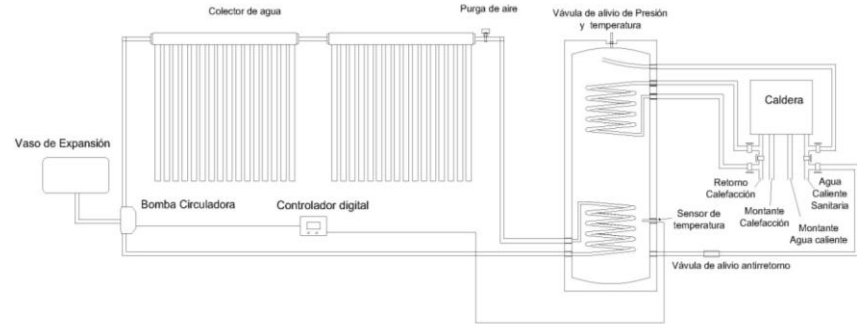 Colector de agua
Purga de aire
Vávula de alivio de Presión
y temperatura
Caldera
Vaso de Expansión
Bomba Circuladora
Controlador digital
Sensor de
temperatura
Retorno
Calefacción
Montante
Calefacción
Montante
Agua caliente
Agua
Caliente
Sanitaria
Vávula de alivio antirretorno